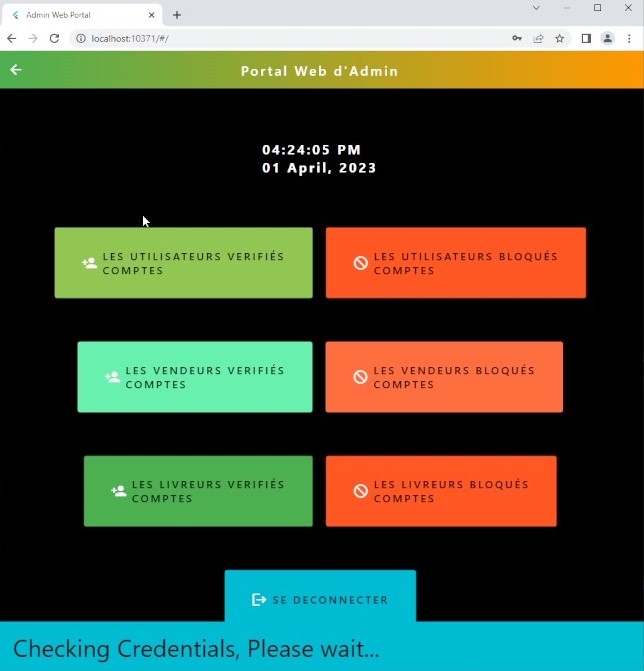 Admin Web Portal
localhost:10371/#/
Portal Web d'Admin
04:24:05 PM
01 April, 2023
LES UTILISATEURS VERIFIÉS
COMPTES
LES UTILISATEURS BLOQUÉS
COMPTES
LES VENDEURS VERIFIÉS
COMPTES
LES VENDEURS BLOQUÉS
COMPTES
LES LIVREURS VERIFIÉS
COMPTES
LES LIVREURS BLOQUÉS
COMPTES
SE DECONNECTER
Checking Credentials, Please wait...